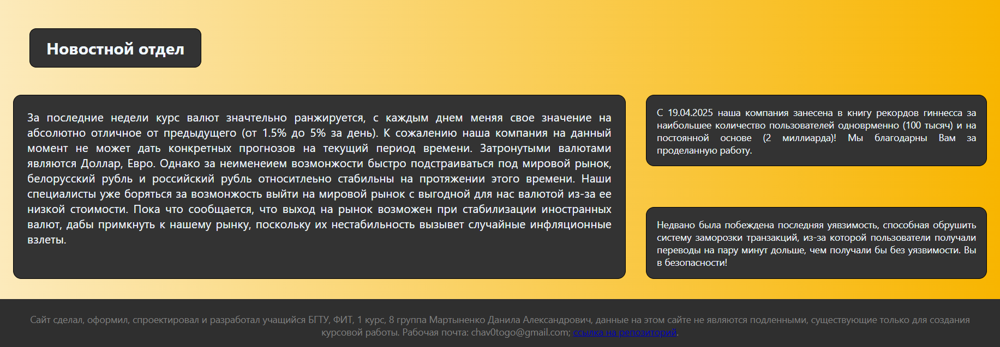 Новостной отдел
За последние недели курс валют значтельно ранжируется, с каждым днем меняя свое значение на
абсолютно отличное от предыдущего (от 1.5% до 5% за день). К сожалению наша компания на данный
момент не может дать конкретных прогнозов на текущий период времени. Затронутыми валютами
являются Доллар, Евро. Однако за неименеием возмонжости быстро подстраиваться под мировой рынок,
белорусский рубль и российский рубль относитлеьно стабильны на протяжении этого времени. Наши
специалисты уже боряться за возмонжость выйти на мировой рынок с выгодной для нас валютой из-за ее
низкой стоимости. Пока что сообщается, что выход на рынок возможен при стабилизации иностранных
валют, дабы примкнуть к нашему рынку, поскольку их нестабильность вызывет случайные инфляционные
взлеты.
С 19.04.2025 наша компания занесена в книгу рекордов гиннесса за
наибольшее количество пользователей одноврменно (100 тысяч) и на
постоянной основе (2 миллиарда)! Мы благодарны Вам за
проделанную работу.
Недвано была побеждена последняя уявзимость, способная обрушить
систему заморозки транзакций, из-за которой пользователи получали
переводы на пару минут дольше, чем получали бы без уязвимости. Вы
в безопасности!
Сайт сделал, оформил, спроектировал и разработал учащийся БГТУ, ФИТ, 1 курс, 8 группа Мартыненко Данила Александрович, данные на этом сайте не являются подленными, существующие только для создания
курсовой работы. Рабочая почта: chav0togo@gmail.com; ссылка на репозиторий.